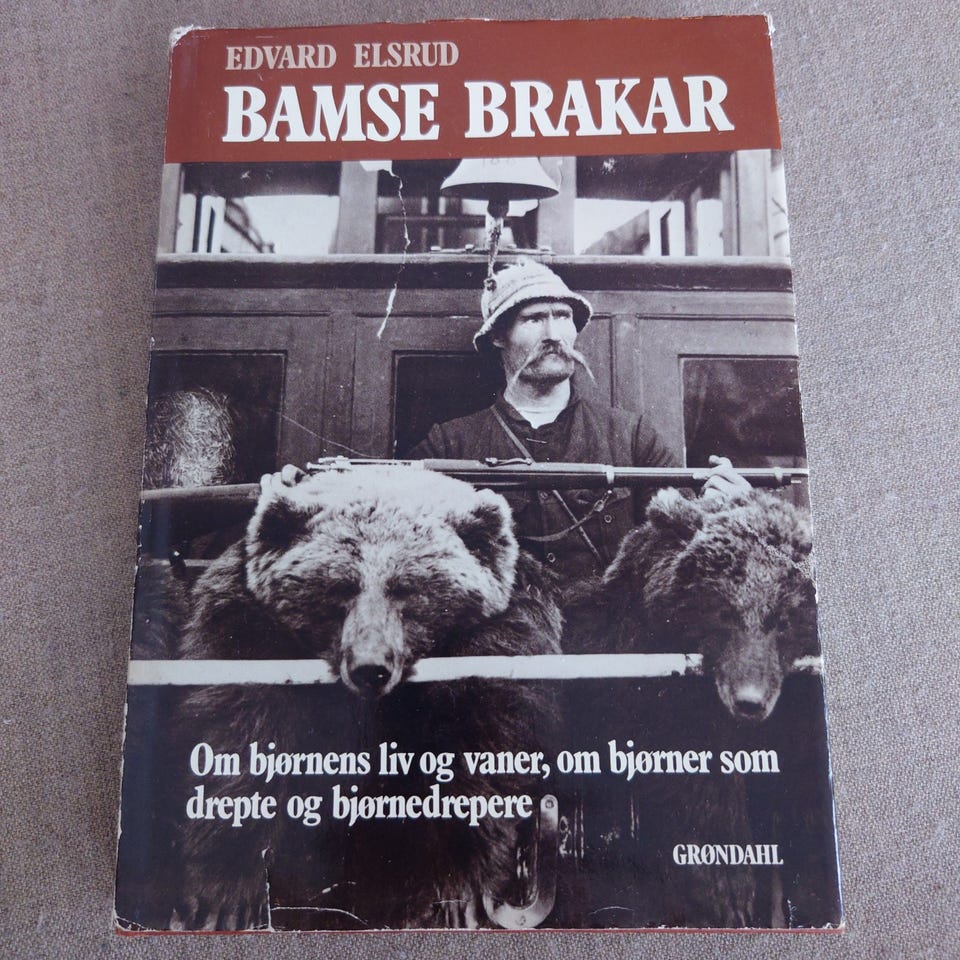 EDVARD ELSRUD
BAMSE BRAKAR
Om bjørnens liv og vaner, om bjørner som
drepte og bjørnedrepere
GRØNDAHL